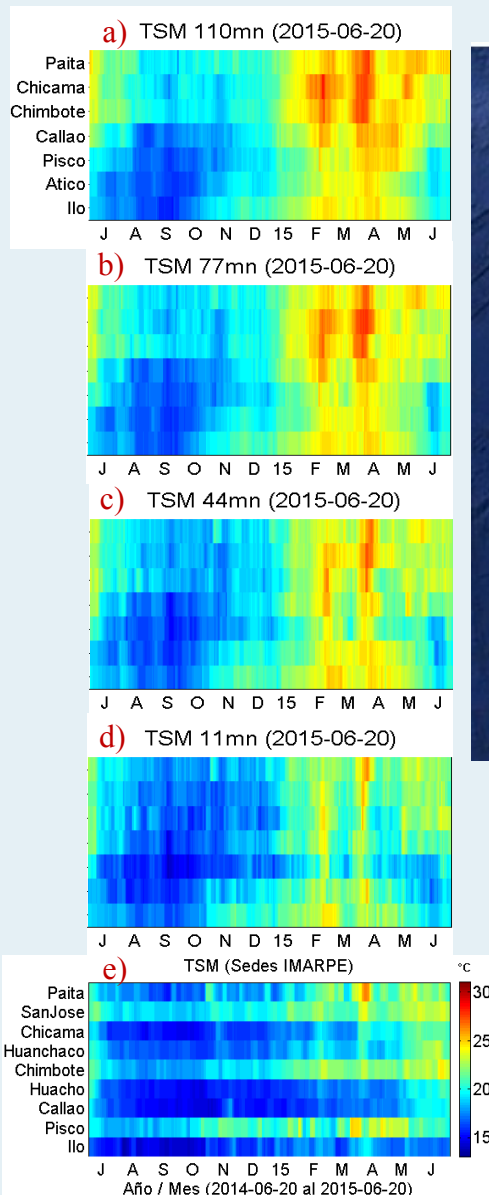 a) TSM 110mn (2015-06-20)
Paita
Chicama
Chimbote
Callao
Pisco
Atico
Ilo
J A S O N D 15 F M A M J
b) TSM 77mn (2015-06-20)
J A S O N D 15 F M A M J
c) TSM 44mn (2015-06-20)
J A S O N D 15 F M A M J
d) TSM 11mn (2015-06-20)
J A S O N D 15 F M A M J
e) TSM (Sedes IMARPE)
°C
Paita
SanJose
Chicama
Huanchaco
Chimbote
Huacho
Callao
Pisco
Ilo
30
25
20
15
J A S O N D 15 F M A M J
Año / Mes (2014-06-20 al 2015-06-20)